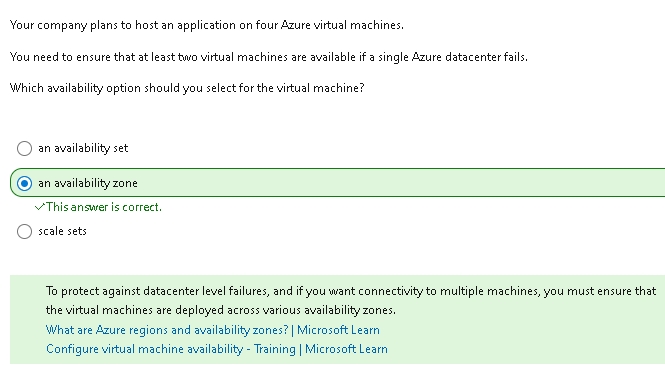 Your company plans to host an application on four Azure virtual machines.
You need to ensure that at least two virtual machines are available if a single Azure datacenter fails.
Which availability option should you select for the virtual machine?
an availability set
an availability zone
This answer is correct.
scale sets
To protect against datacenter level failures, and if you want connectivity to multiple machines, you must ensure that
the virtual machines are deployed across various availability zones.
What are Azure regions and availability zones? | Microsoft Learn
Configure virtual machine availability - Training | Microsoft Learn